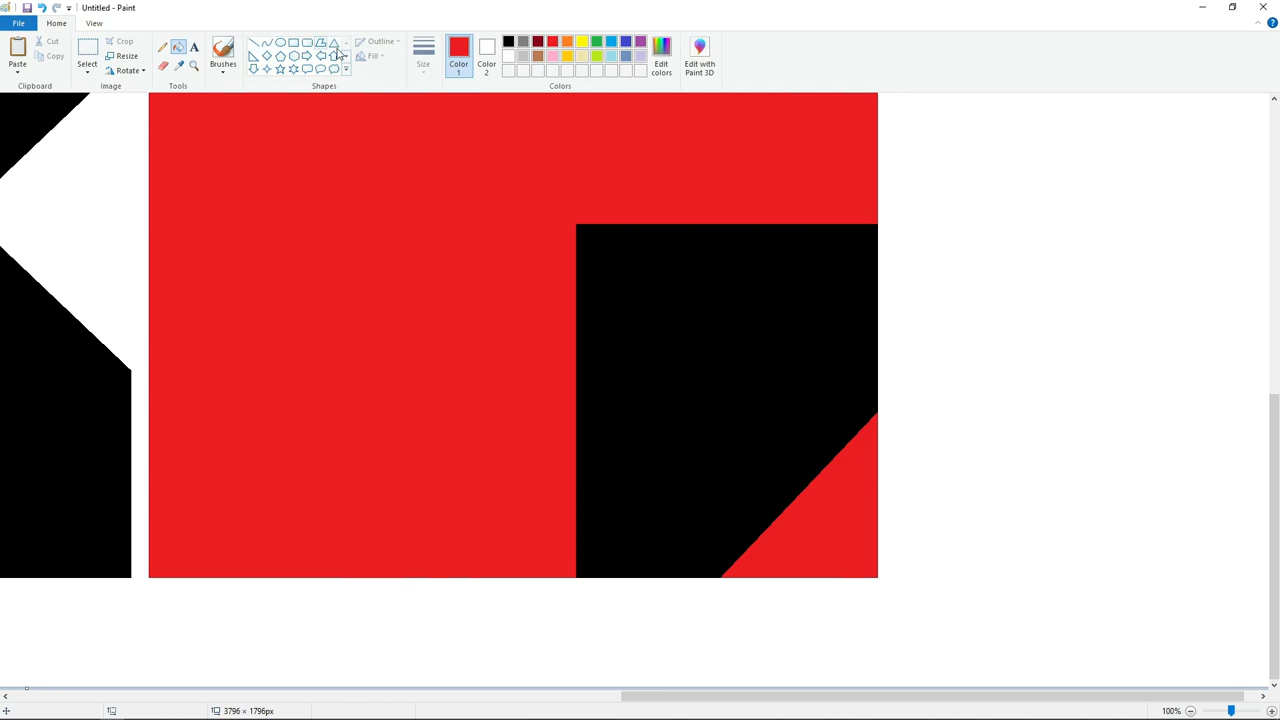 Untitled - Paint
File Home View
Paste
Cut
Copy
Clipboard
Select
Crop
Resize
Rotate
Image
A
Tools
Brushes
Outline
Fill
Shapes
Size
Color 1
Color 2
Edit colors
Colors
Edit with Paint 3D
3796 × 1796px
100%